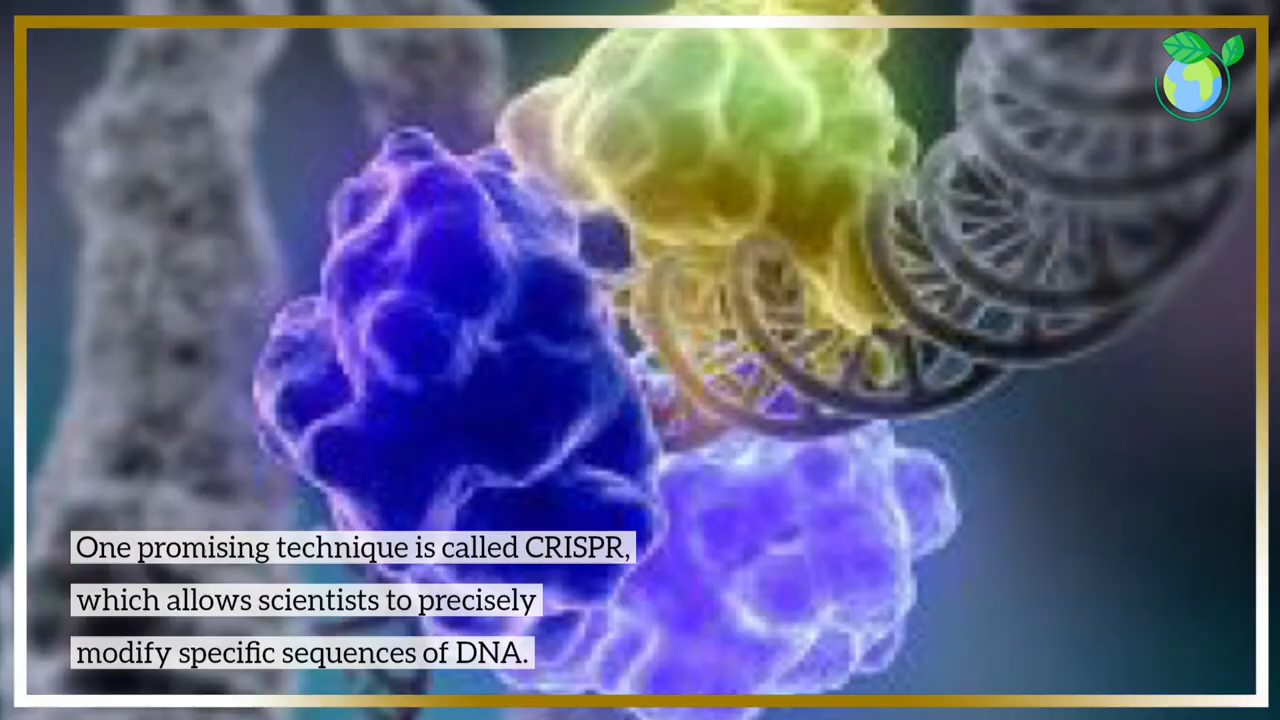 One promising technique is called CRISPR,
which allows scientists to precisely
modify specific sequences of DNA.